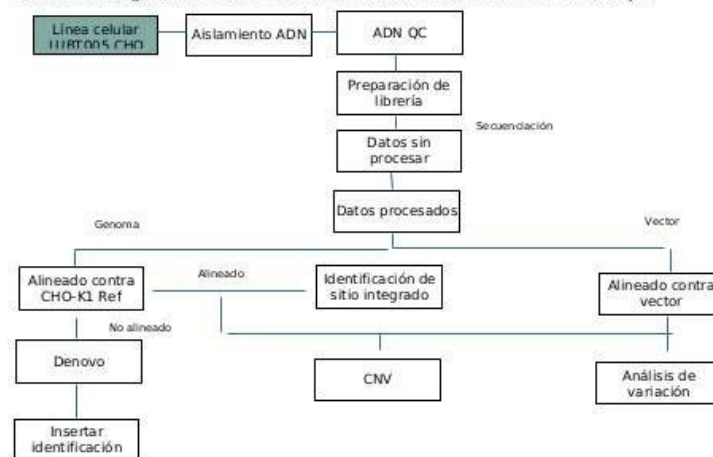 Línea celular
LUBT005 CHO
Aislamiento ADN
ADN QC
Preparación de
librería
Secuenciación
Datos sin
procesar
Datos procesados
Genoma
Vector
Alineado contra
CHO-K1 Ref
Alineado
Identificación de
sitio integrado
Alineado contra
vector
No alineado
Denovo
CNV
Análisis de
variación
Insertar
identificación